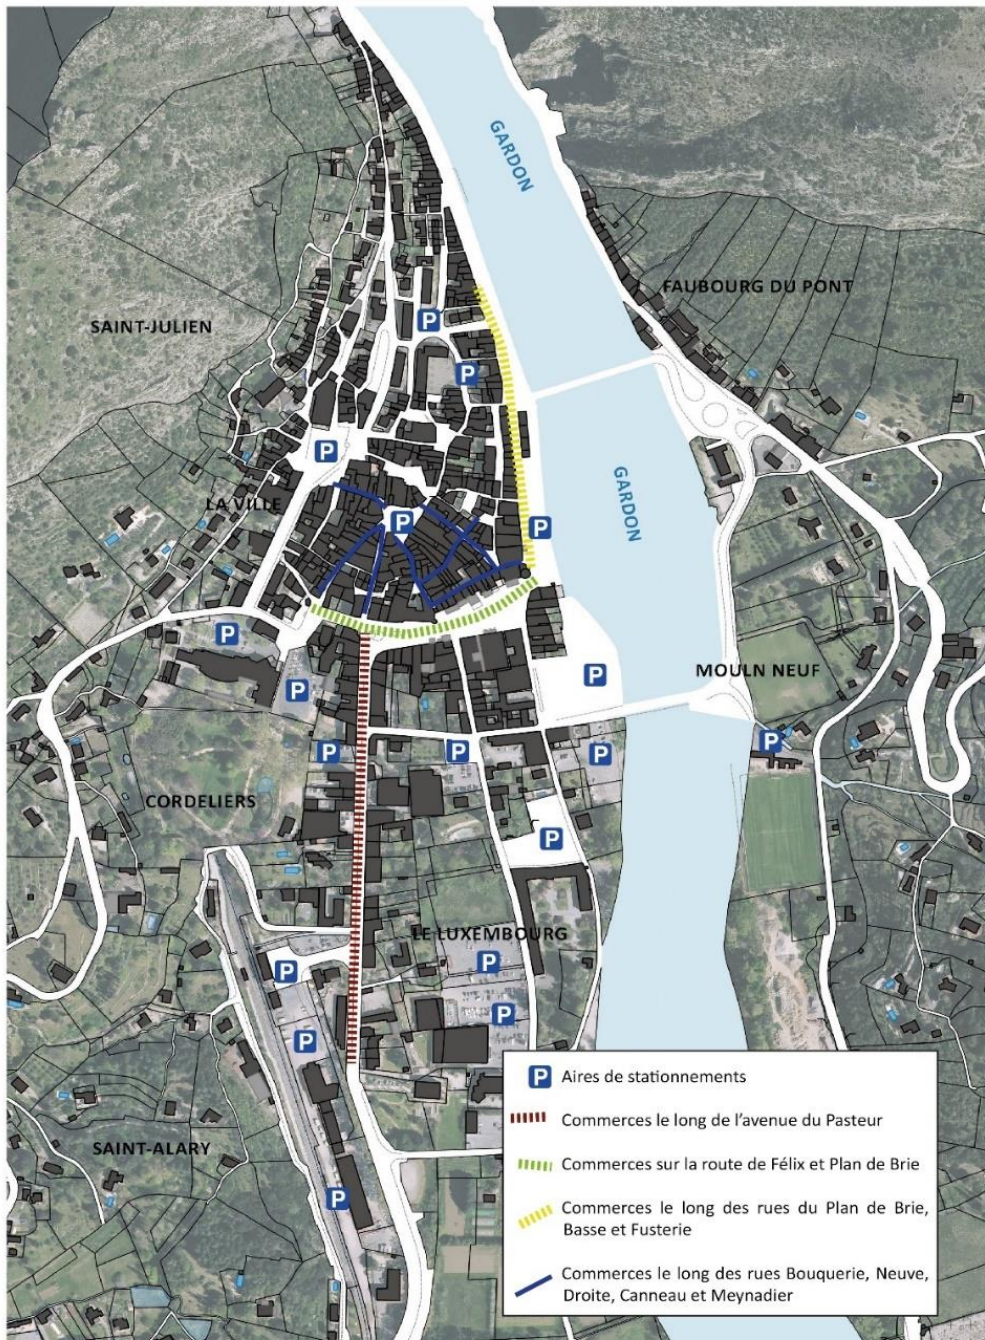 GARDON
FAUBOURG DU PONT
SAINT-JULIEN
P
P
P
GARDON
LA VILLE
P
P
P
MOULN NEUF
P
P
P
P
P
P
CORDELIERS
P
LE LUXEMBOURG
P
P
P
P
SAINT-ALARY
P
P Aires de stationnements
Commerces le long de l'avenue du Pasteur
Commerces sur la route de Félix et Plan de Brie
Commerces le long des rues du Plan de Brie,
Basse et Fusterie
Commerces le long des rues Bouquerie, Neuve,
Droite, Canneau et Meynadier